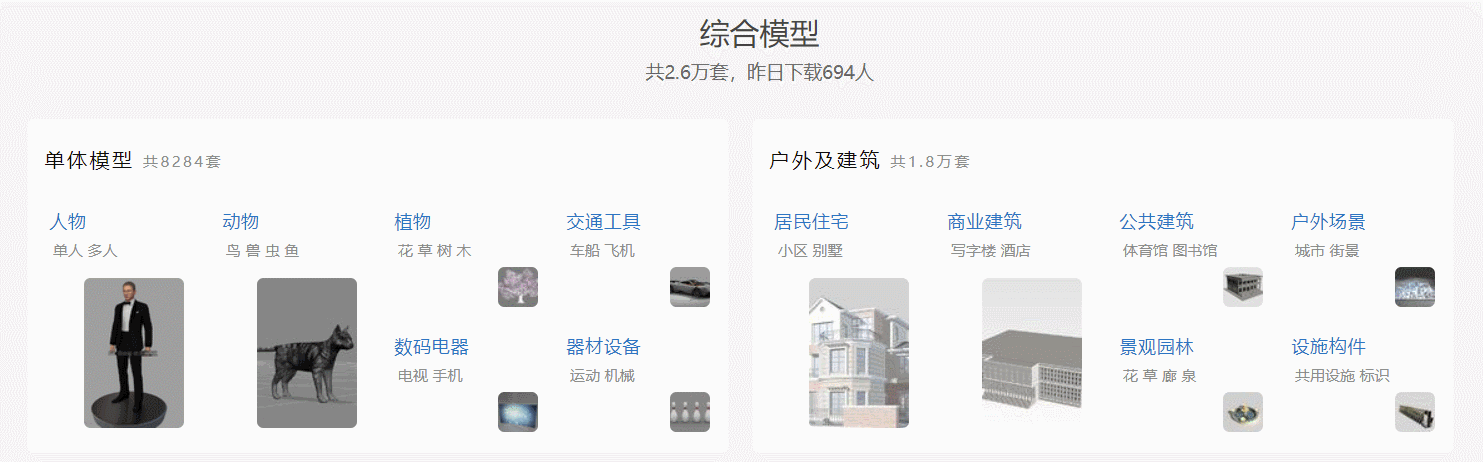 综合模型
共2.6万套，昨日下载694人
单体模型 共8284套
人物
单人 多人
动物
鸟 兽 虫 鱼
植物
花 草 树 木
交通工具
车船 飞机
数码电器
电视 手机
器材设备
运动 机械
户外及建筑 共1.8万套
居民住宅
小区 别墅
商业建筑
写字楼 酒店
公共建筑
体育馆 图书馆
户外场景
城市 街景
景观园林
花 草 廊 泉
设施构件
共用设施 标识